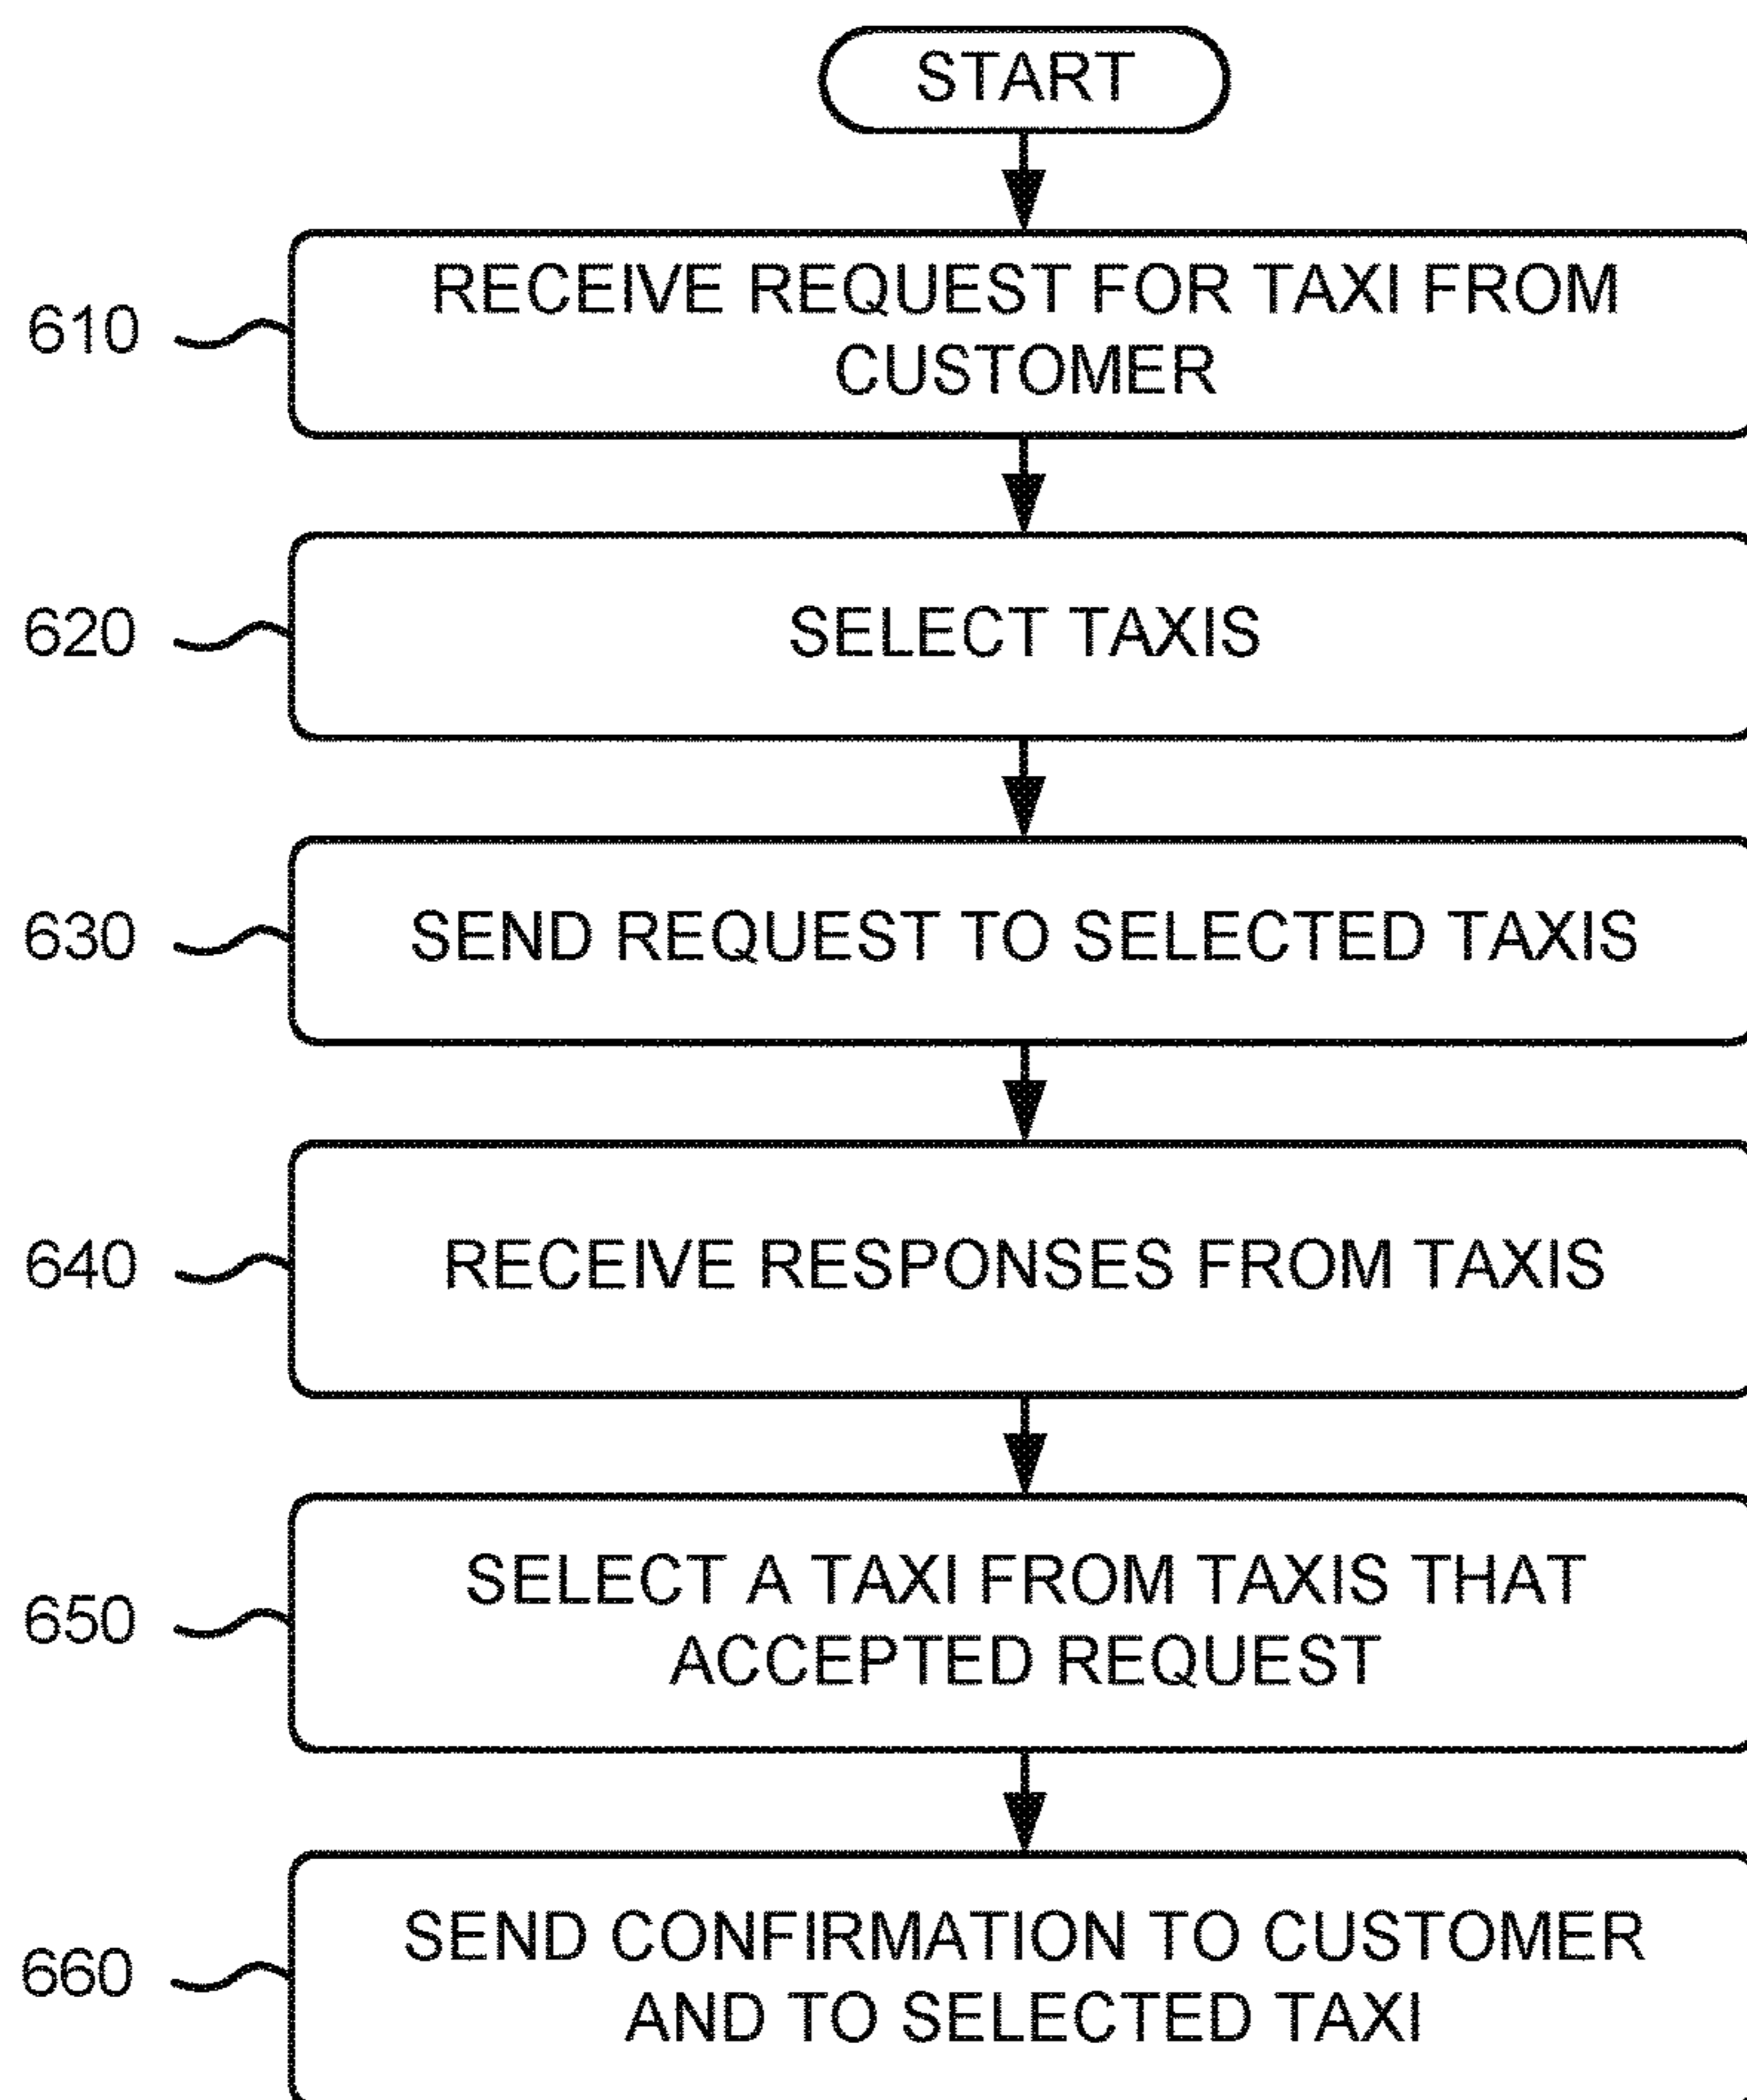 START
610
RECEIVE REQUEST FOR TAXI FROM
CUSTOMER
620
SELECT TAXIS
630
SEND REQUEST TO SELECTED TAXIS
640
RECEIVE RESPONSES FROM TAXIS
650
SELECT A TAXI FROM TAXIS THAT
ACCEPTED REQUEST
660
SEND CONFIRMATION TO CUSTOMER
AND TO SELECTED TAXI